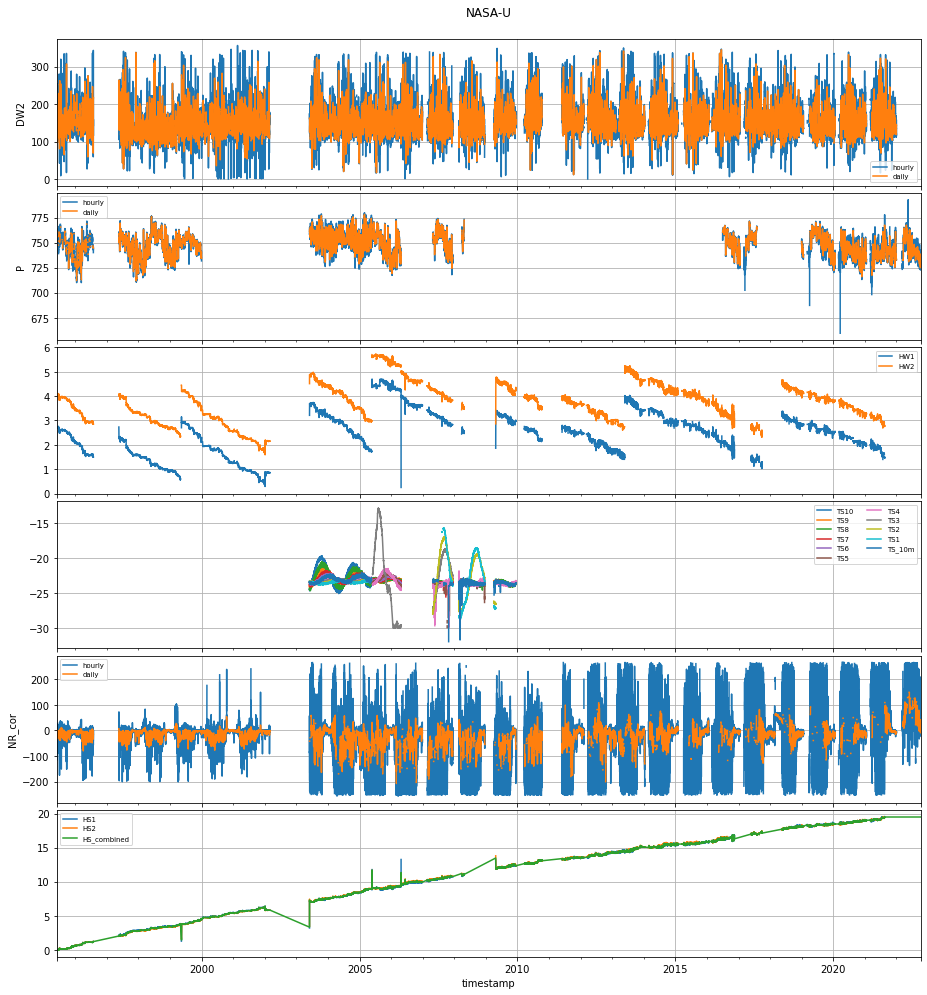 NASA-U
300
200
100
0
DW2
hourly
daily
775
750
725
700
675
P
hourly
daily
6
5
4
3
2
1
0
HW1
HW2
−15
−20
−25
−30
TS10
TS9
TS8
TS7
TS6
TS5
TS4
TS3
TS2
TS1
TS_10m
200
100
0
−100
−200
NR_cor
hourly
daily
20
15
10
5
0
HS1
HS2
HS_combined
2000
2005
2010
2015
2020
timestamp